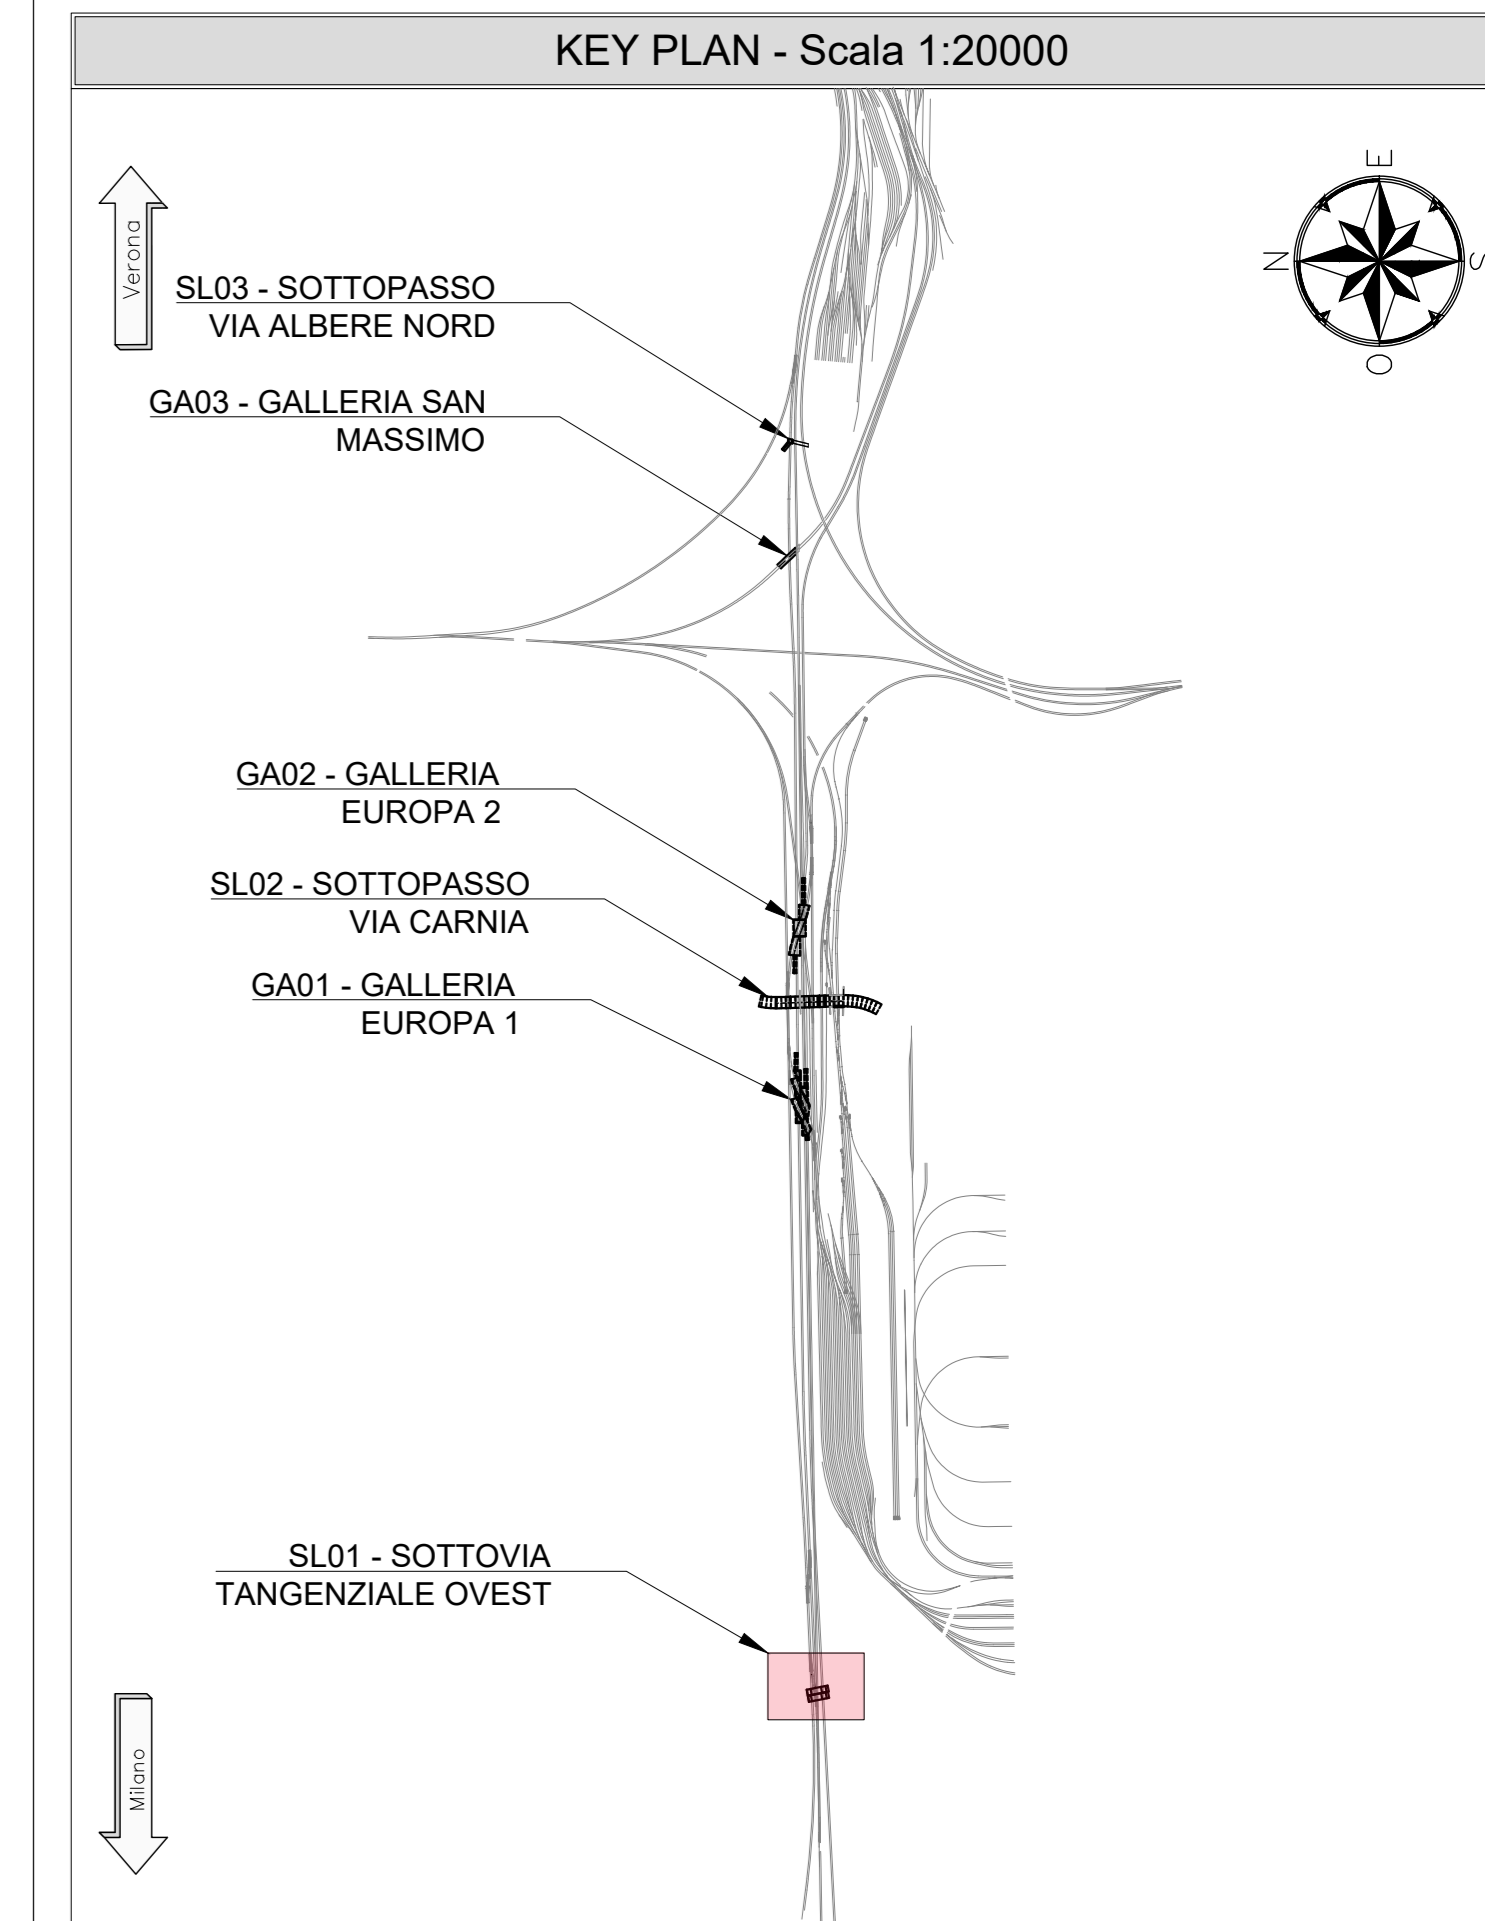 KEY PLAN - Scala 1:20000
E
N
S
O
Verona
SL03 - SOTTOPASSO
VIA ALBERE NORD
GA03 - GALLERIA SAN
MASSIMO
GA02 - GALLERIA
EUROPA 2
SL02 - SOTTOPASSO
VIA CARNIA
GA01 - GALLERIA
EUROPA 1
SL01 - SOTTOVIA
TANGENZIALE OVEST
Milano